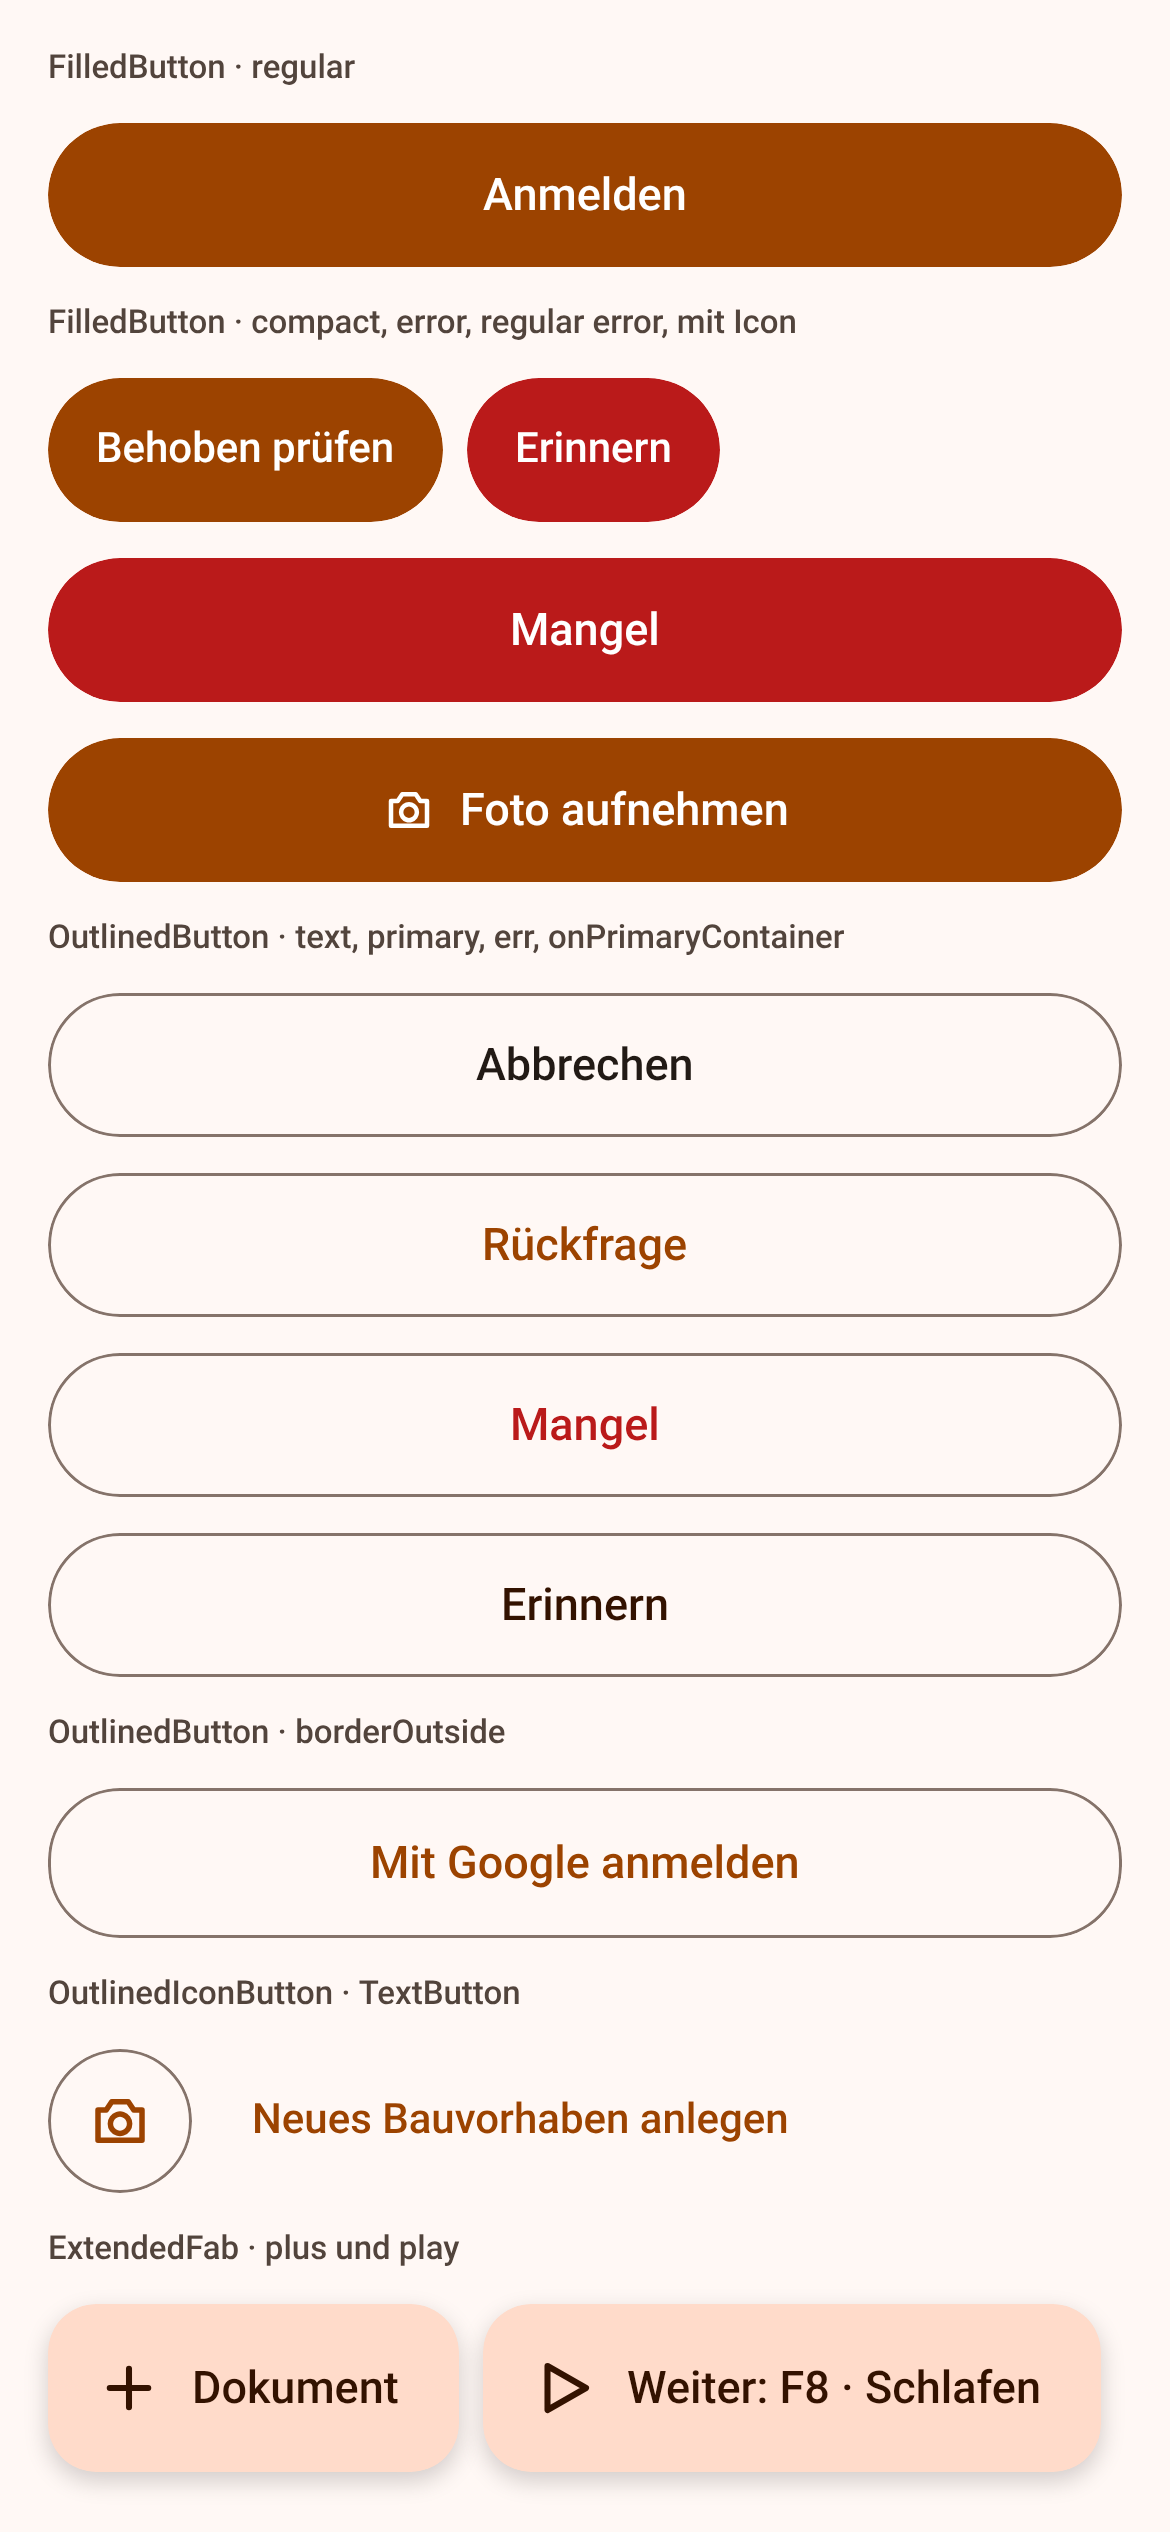 FilledButton · regular
Anmelden
FilledButton · compact, error, regular error, mit Icon
Behoben prüfen
Erinnern
Mangel
Foto aufnehmen
OutlinedButton · text, primary, err, onPrimaryContainer
Abbrechen
Rückfrage
Mangel
Erinnern
OutlinedButton · borderOutside
Mit Google anmelden
OutlinedIconButton · TextButton
Neues Bauvorhaben anlegen
ExtendedFab · plus und play
Dokument
Weiter: F8 · Schlafen